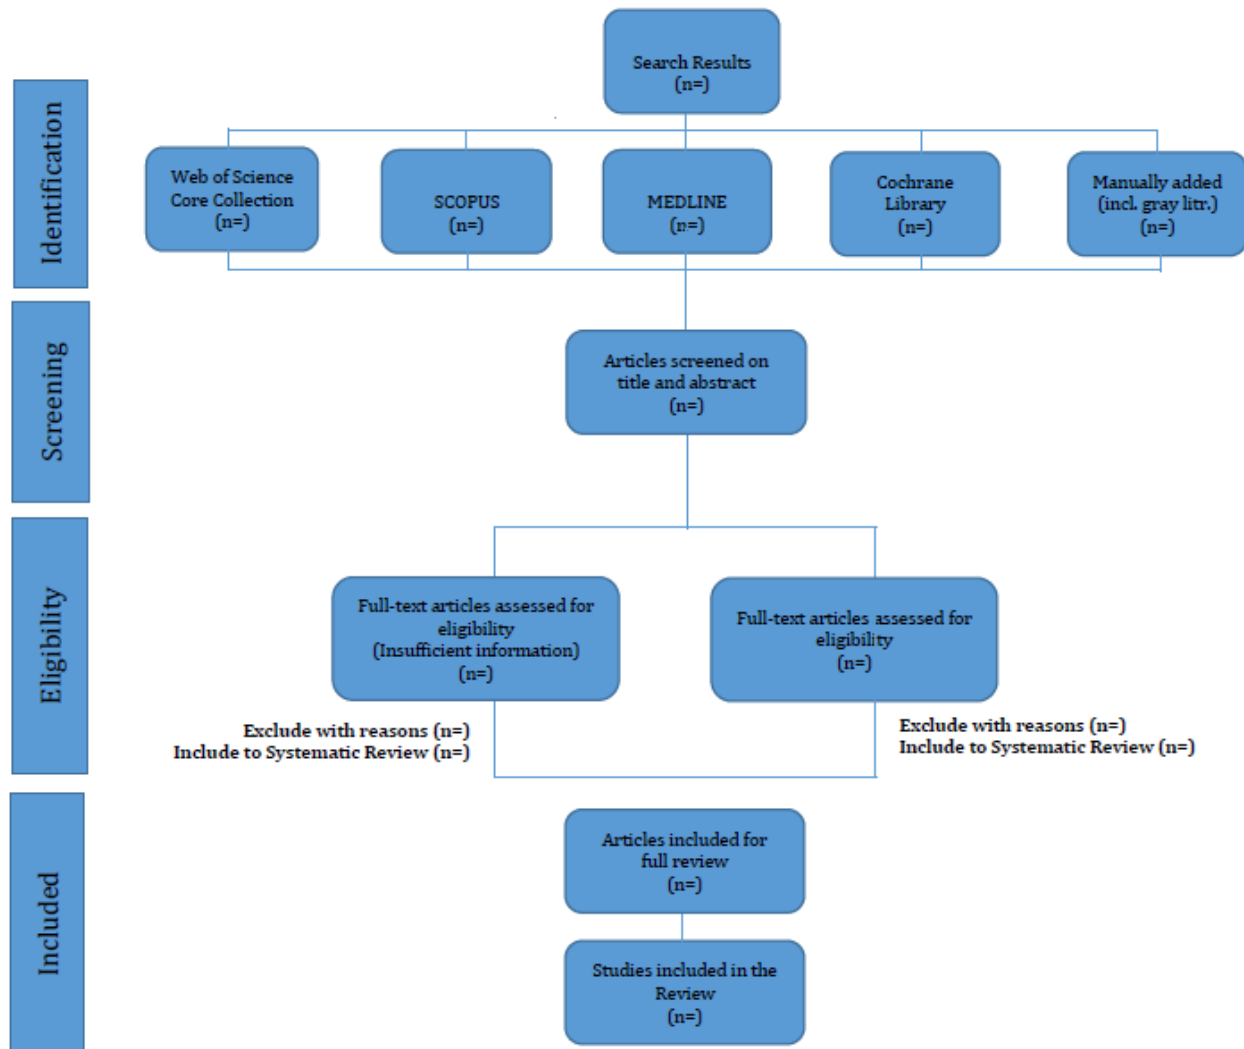 Search Results
(n=)
Identification
Web of Science
Core Collection
(n=)
SCOPUS
(n=)
MEDLINE
(n=)
Cochrane
Library
(n=)
Manually added
(incl. gray litr.)
(n=)
Screening
Articles screened on
title and abstract
(n=)
Eligibility
Full-text articles assessed for
eligibility
(Insufficient information)
(n=)
Full-text articles assessed for
eligibility
(n=)
Exclude with reasons (n=)
Include to Systematic Review (n=)
Exclude with reasons (n=)
Include to Systematic Review (n=)
Included
Articles included for
full review
(n=)
Studies included in the
Review
(n=)